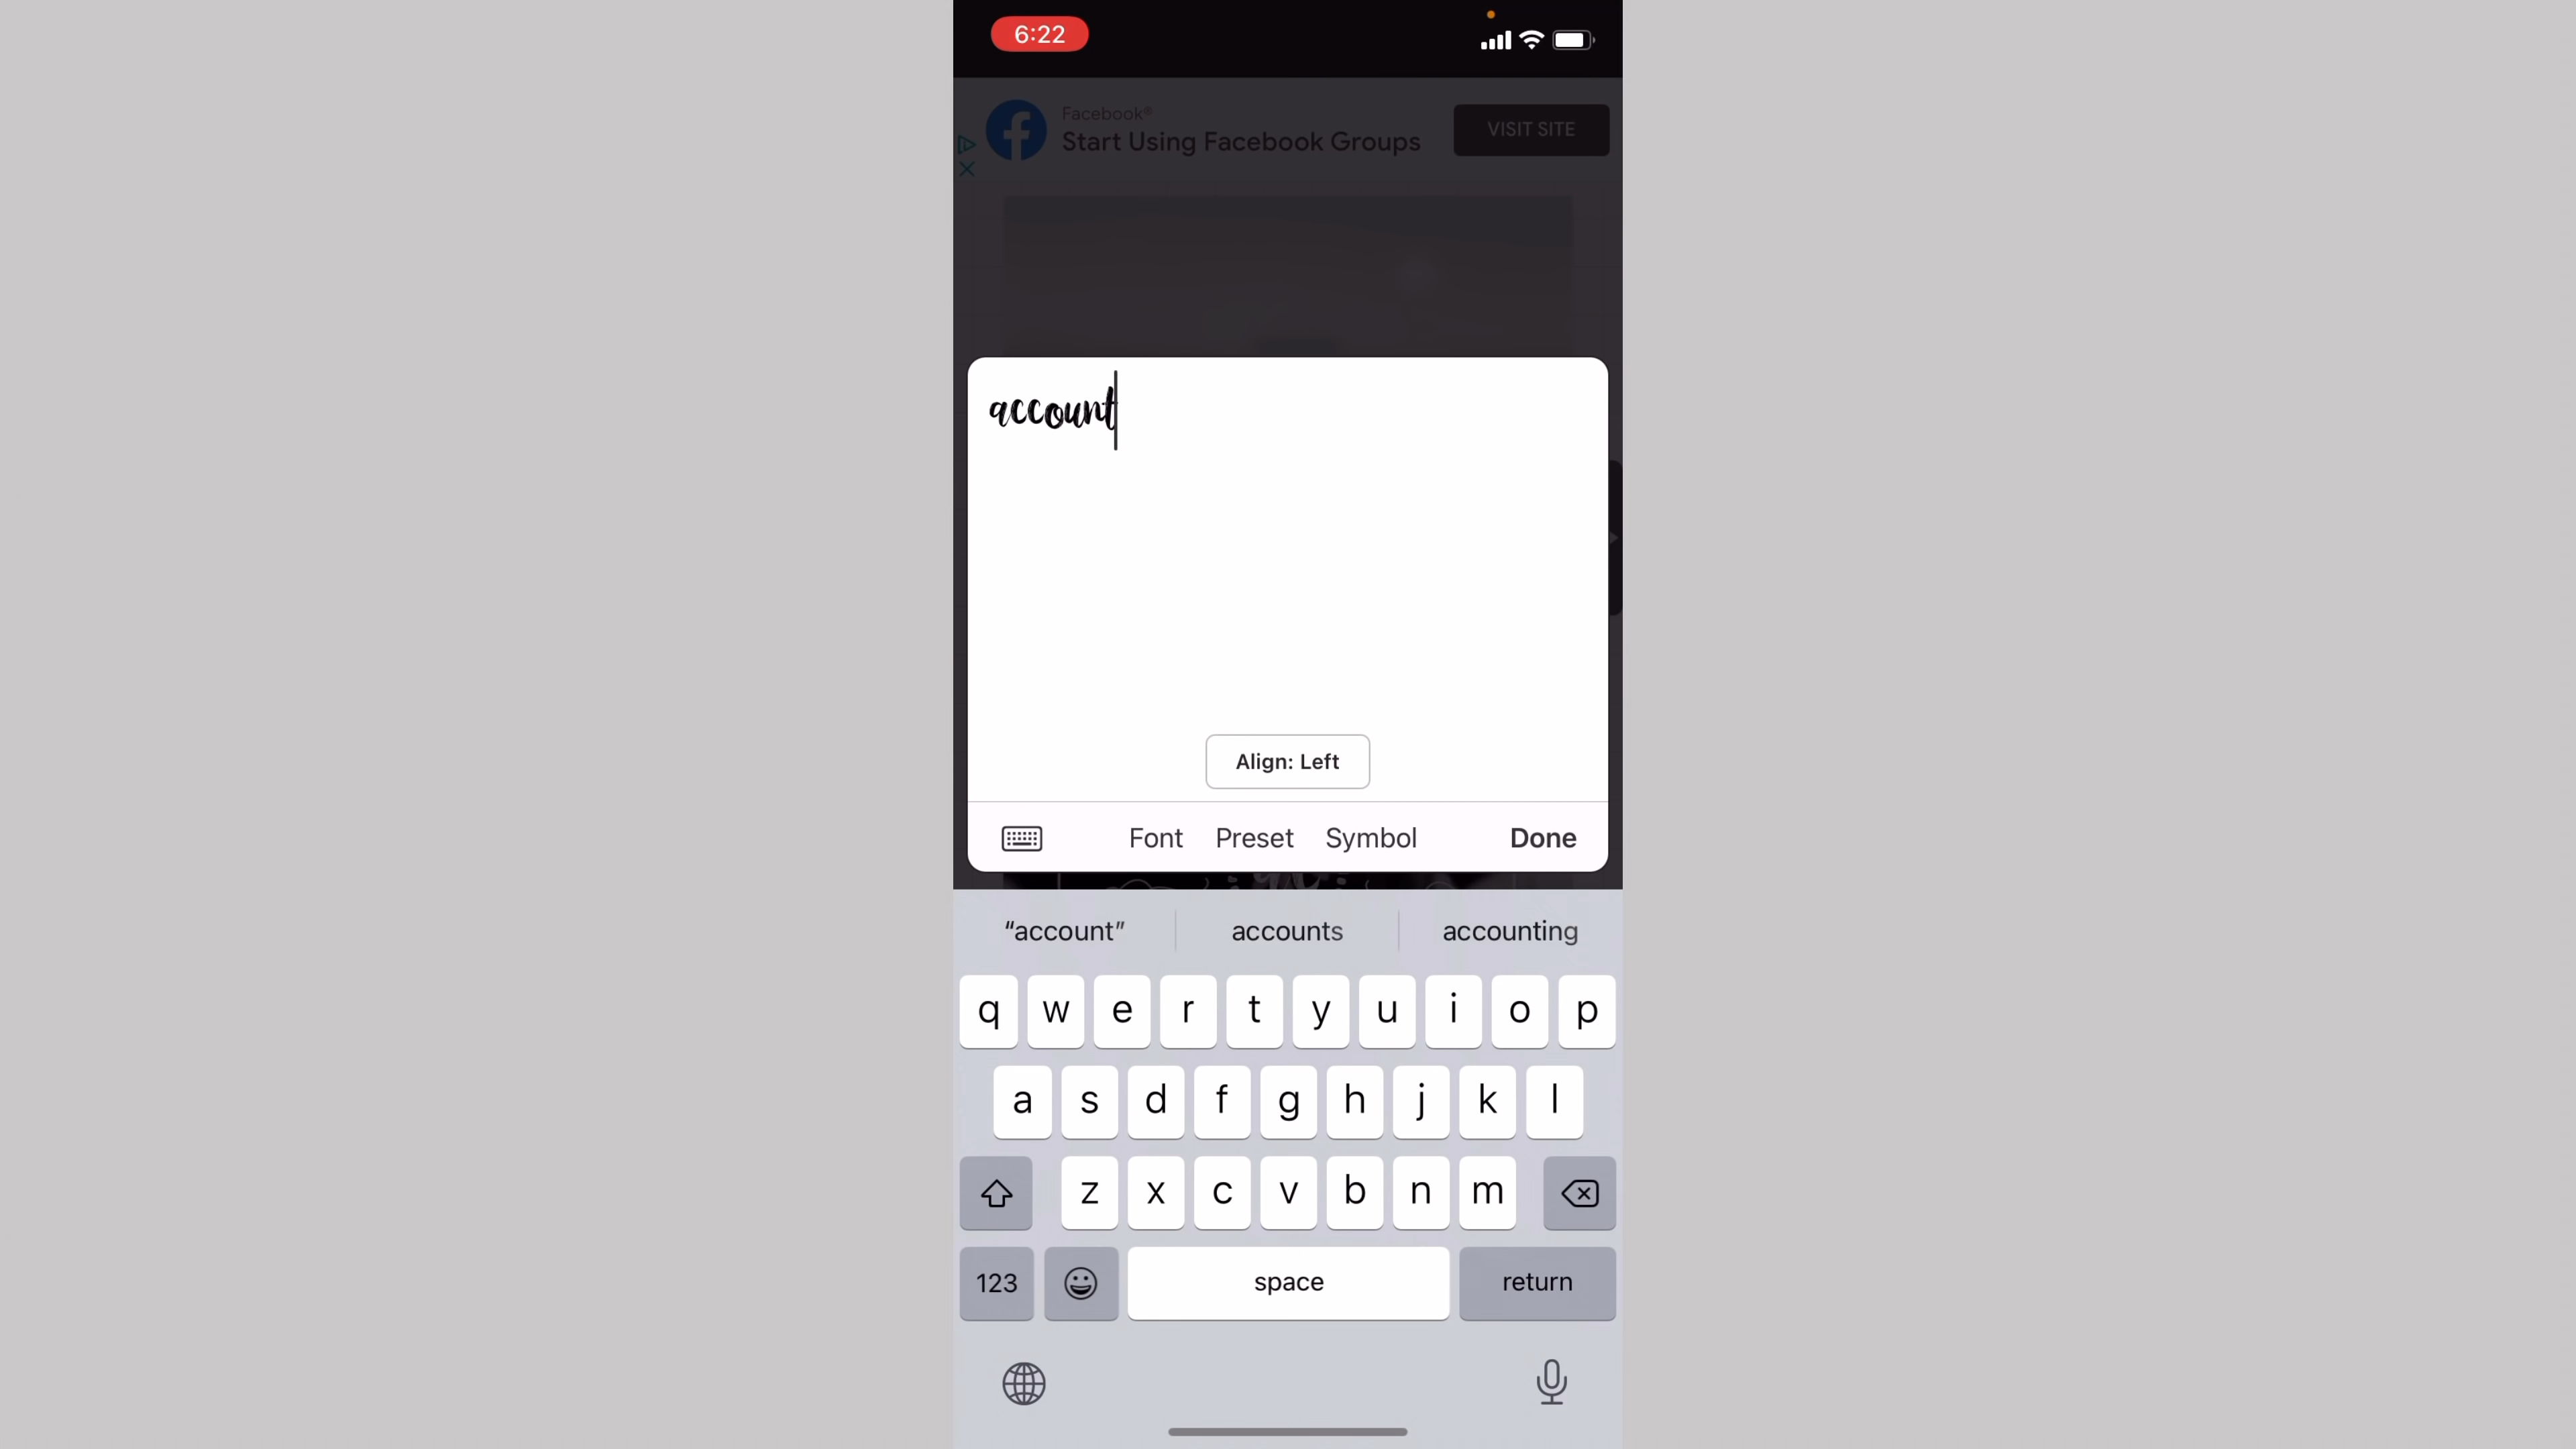 6:22
Facebook®
Start Using Facebook Groups
VISIT SITE
account
Align: Left
Font Preset Symbol Done
“account” accounts accounting
q w e r t y u i o p
a s d f g h j k l
z x c v b n m
123 space return